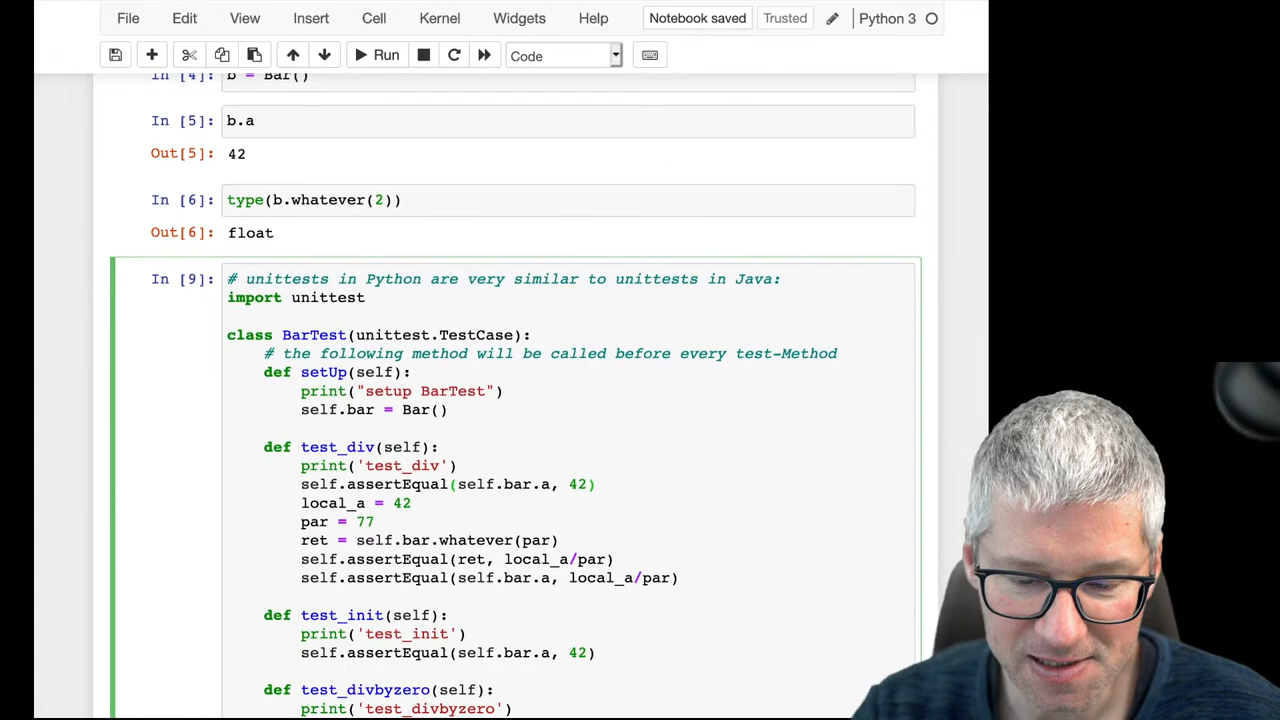 File Edit View Insert Cell Kernel Widgets Help Notebook saved Trusted Python 3
Run Code
In [4]: b = Bar()
In [5]: b.a
Out[5]: 42
In [6]: type(b.whatever(2))
Out[6]: float
In [9]: # unittests in Python are very similar to unittests in Java:
import unittest
class BarTest(unittest.TestCase):
# the following method will be called before every test-Method
def setUp(self):
print("setup BarTest")
self.bar = Bar()
def test_div(self):
print('test_div')
self.assertEqual(self.bar.a, 42)
local_a = 42
par = 77
ret = self.bar.whatever(par)
self.assertEqual(ret, local_a/par)
self.assertEqual(self.bar.a, local_a/par)
def test_init(self):
print('test_init')
self.assertEqual(self.bar.a, 42)
def test_divbyzero(self):
print('test_divbyzero')